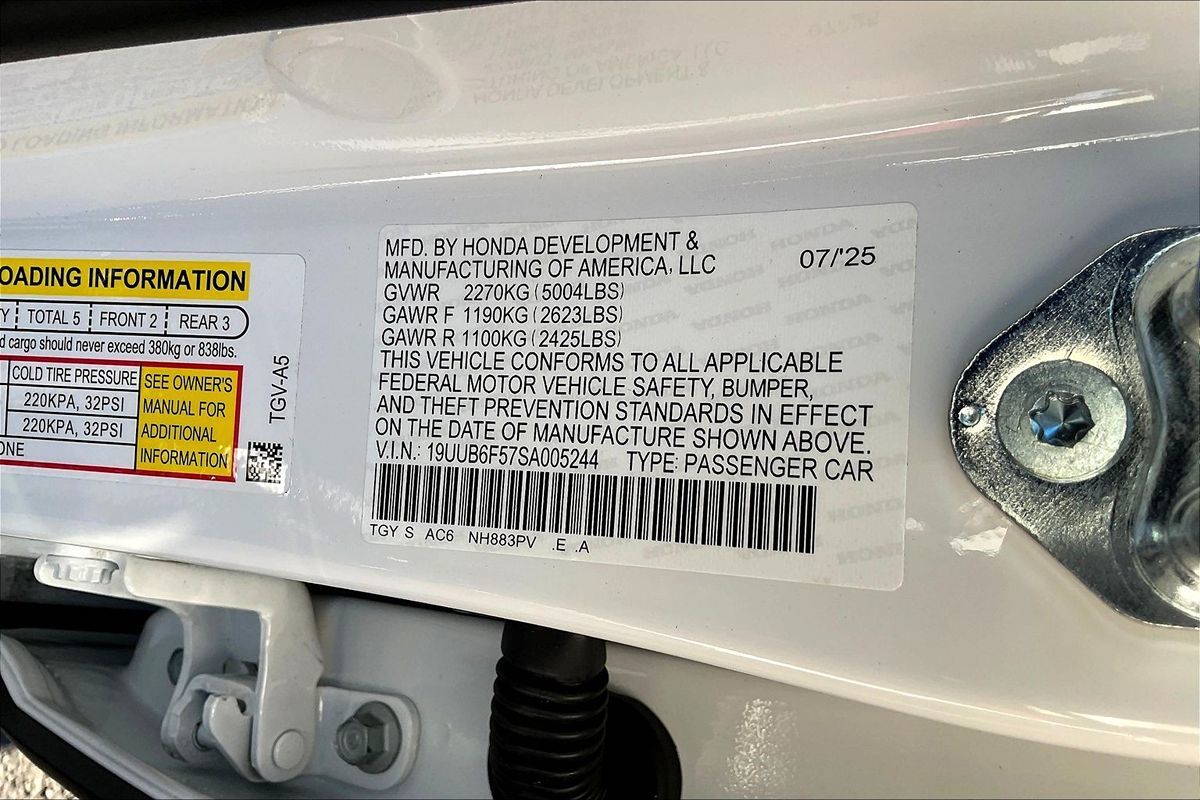 OADING INFORMATION
TY TOTAL 5 FRONT 2 REAR 3
d cargo should never exceed 380kg or 838lbs.
COLD TIRE PRESSURE
220KPA, 32PSI
220KPA, 32PSI
ONE
SEE OWNER'S
MANUAL FOR
ADDITIONAL
INFORMATION
TGV-A5
MFD. BY HONDA DEVELOPMENT &
MANUFACTURING OF AMERICA, LLC 07/25
GVWR 2270KG (5004LBS)
GAWR F 1190KG (2623LBS)
GAWR R 1100KG (2425LBS)
THIS VEHICLE CONFORMS TO ALL APPLICABLE
FEDERAL MOTOR VEHICLE SAFETY, BUMPER,
AND THEFT PREVENTION STANDARDS IN EFFECT
ON THE DATE OF MANUFACTURE SHOWN ABOVE.
V.I.N.: 19UUB6F57SA005244 TYPE: PASSENGER CAR
TGY S AC6 NH883PV .E .A